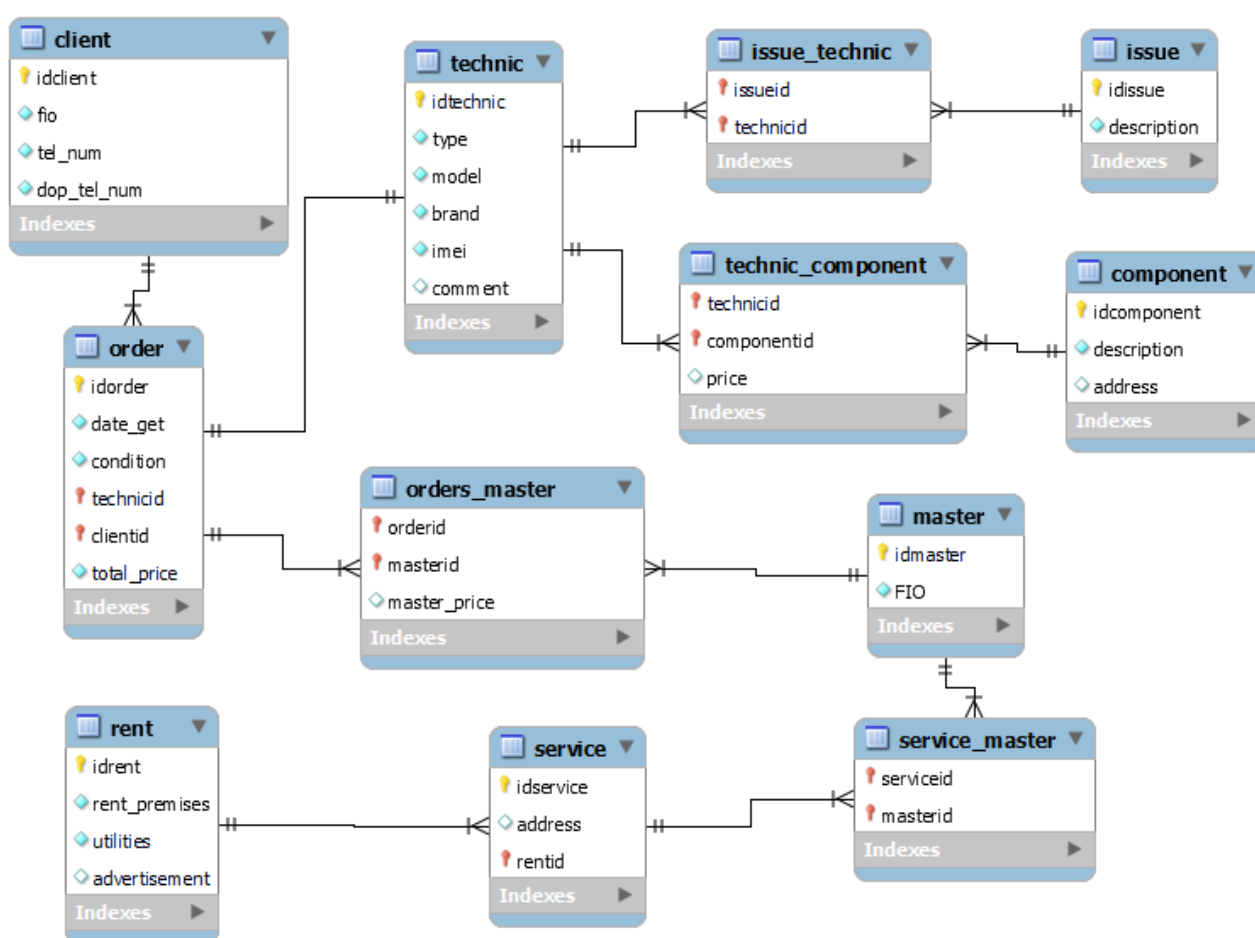 client
idclient
fio
tel_num
dop_tel_num
Indexes
technic
idtechnic
type
model
brand
imei
comment
Indexes
issue_technic
issueid
technicid
Indexes
issue
idissue
description
Indexes
technic_component
technicid
componentid
price
Indexes
component
idcomponent
description
address
Indexes
order
idorder
date_get
condition
technicid
clientid
total_price
Indexes
orders_master
orderid
masterid
master_price
Indexes
master
idmaster
FIO
Indexes
rent
idrent
rent_premises
utilities
advertisement
Indexes
service
idservice
address
rentid
Indexes
service_master
serviceid
masterid
Indexes